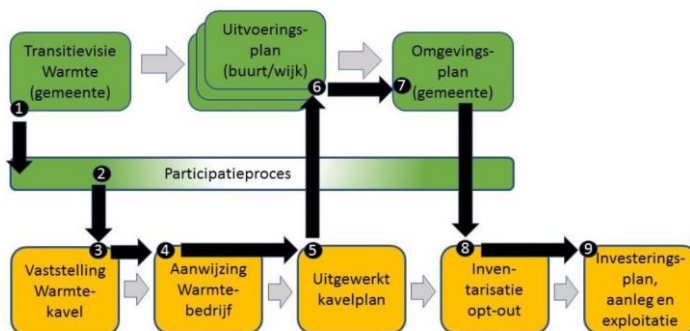 Transitievisie
Warmte
(gemeente)
1
Uitvoerings-
plan
(buurt/wijk)
6
7
Omgevings-
plan
(gemeente)
2
Participatieproces
3
Vaststelling
Warmte-
kavel
4
Aanwijzing
Warmte-
bedrijf
5
Uitgewerkt
kavelplan
8
Inven-
tarisatie
opt-out
9
Investerings-
plan,
aanleg en
exploitatie